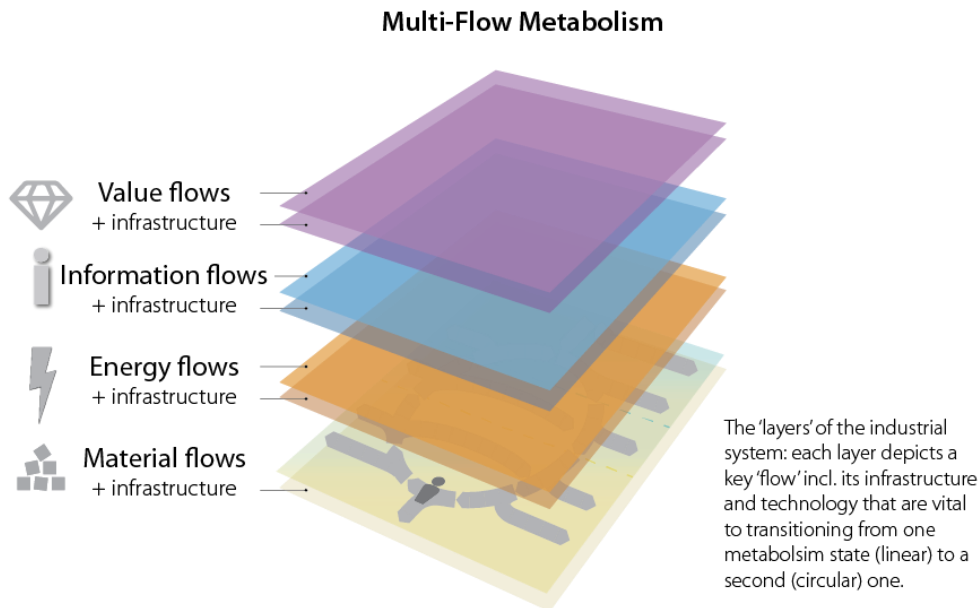 Multi-Flow Metabolism
Value flows
+ infrastructure
Information flows
+ infrastructure
Energy flows
+ infrastructure
Material flows
+ infrastructure
The ‘layers’ of the industrial
system: each layer depicts a
key ‘flow’ incl. its infrastructure
and technology that are vital
to transitioning from one
metabolsim state (linear) to a
second (circular) one.